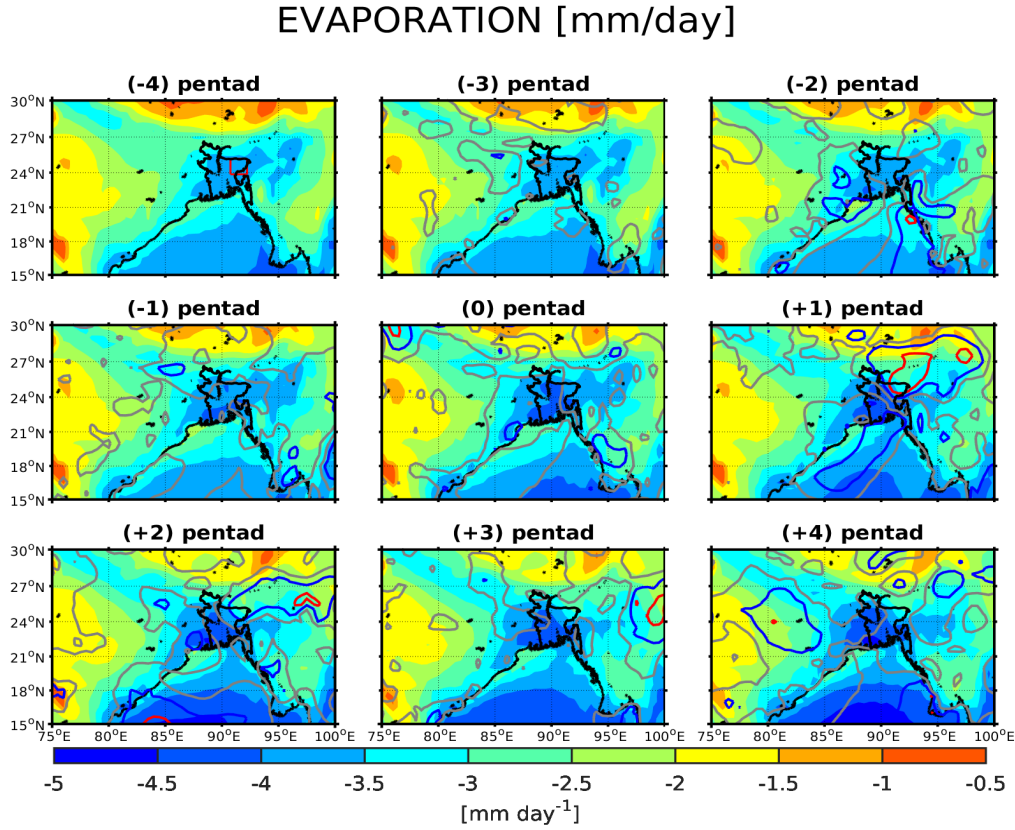 EVAPORATION [mm/day]
(-4) pentad
(-3) pentad
(-2) pentad
30°N
27°N
24°N
21°N
18°N
15°N
(-1) pentad
(0) pentad
(+1) pentad
30°N
27°N
24°N
21°N
18°N
15°N
(+2) pentad
(+3) pentad
(+4) pentad
30°N
27°N
24°N
21°N
18°N
15°N
75°E 80°E 85°E 90°E 95°E 100°E 75°E 80°E 85°E 90°E 95°E 100°E 75°E 80°E 85°E 90°E 95°E 100°E
-5 -4.5 -4 -3.5 -3 -2.5 -2 -1.5 -1 -0.5
[mm day⁻¹]